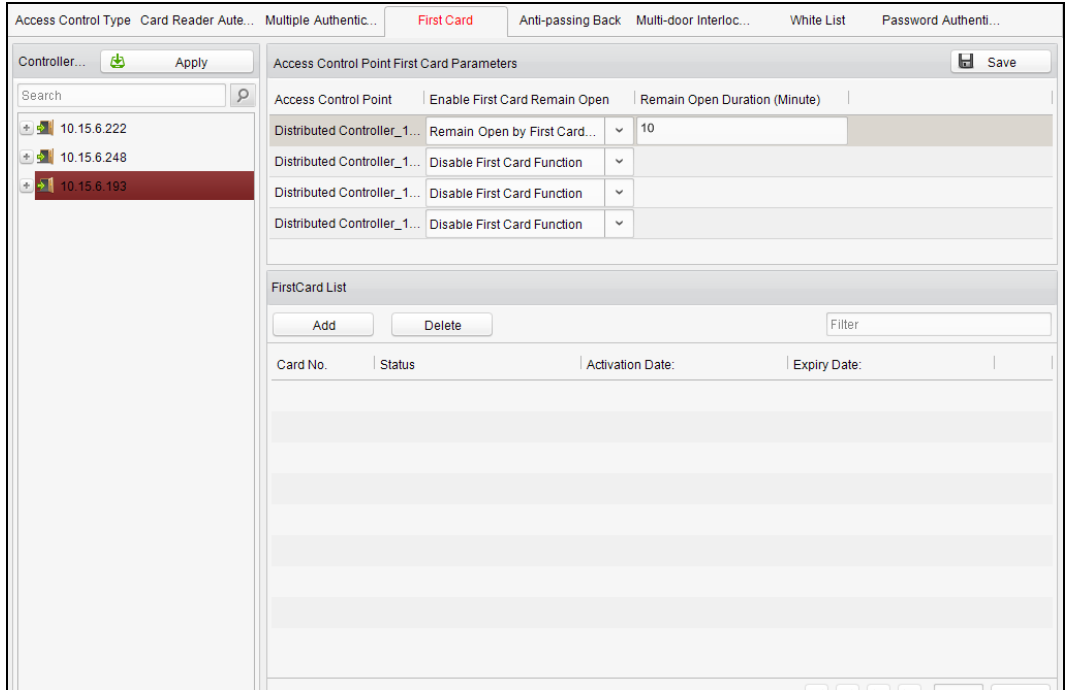 Access Control Type Card Reader Aute... Multiple Authentic... First Card Anti-passing Back Multi-door Interloc... White List Password Authenti...
Controller... Apply
Search
10.15.6.222
10.15.6.248
10.15.6.193
Access Control Point First Card Parameters Save
Access Control Point Enable First Card Remain Open Remain Open Duration (Minute)
Distributed Controller_1... Remain Open by First Card... 10
Distributed Controller_1... Disable First Card Function
Distributed Controller_1... Disable First Card Function
Distributed Controller_1... Disable First Card Function
FirstCard List
Add Delete Filter
Card No. Status Activation Date: Expiry Date: